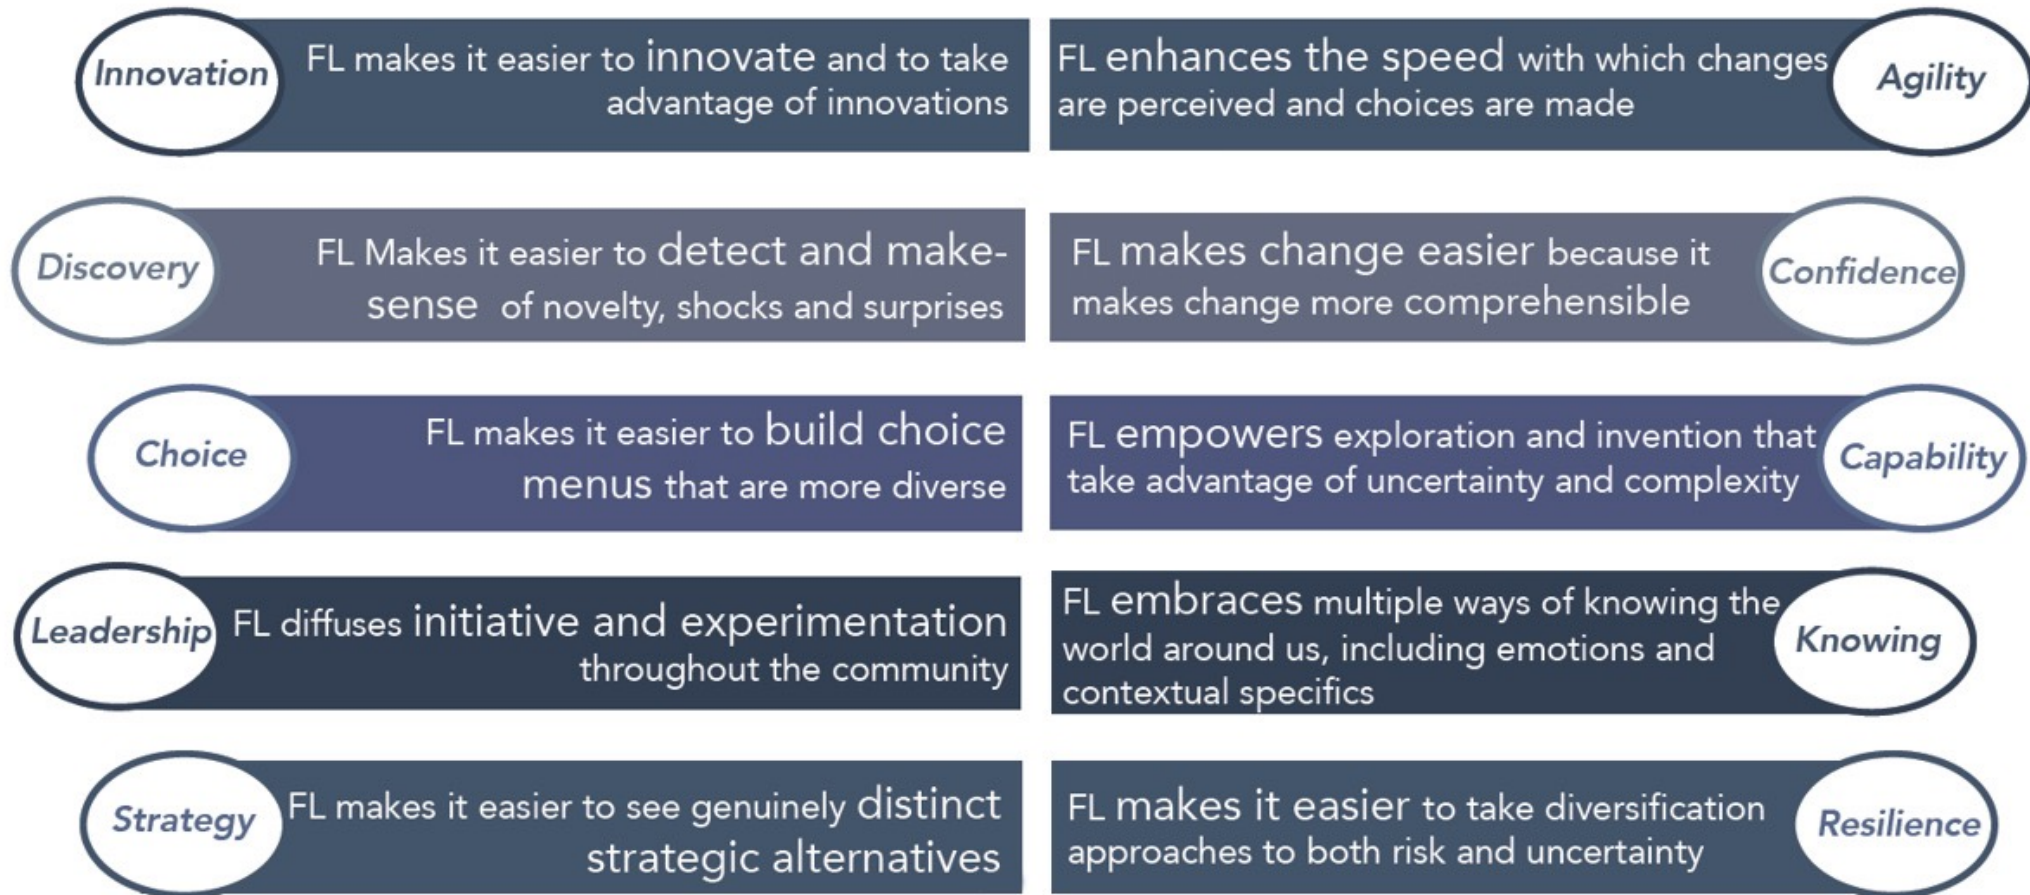 Innovation
FL makes it easier to innovate and to take
advantage of innovations
FL enhances the speed with which changes
are perceived and choices are made
Agility
Discovery
FL Makes it easier to detect and make-
sense of novelty, shocks and surprises
FL makes change easier because it
makes change more comprehensible
Confidence
Choice
FL makes it easier to build choice
menus that are more diverse
FL empowers exploration and invention that
take advantage of uncertainty and complexity
Capability
Leadership
FL diffuses initiative and experimentation
throughout the community
FL embraces multiple ways of knowing the
world around us, including emotions and
contextual specifics
Knowing
Strategy
FL makes it easier to see genuinely distinct
strategic alternatives
FL makes it easier to take diversification
approaches to both risk and uncertainty
Resilience